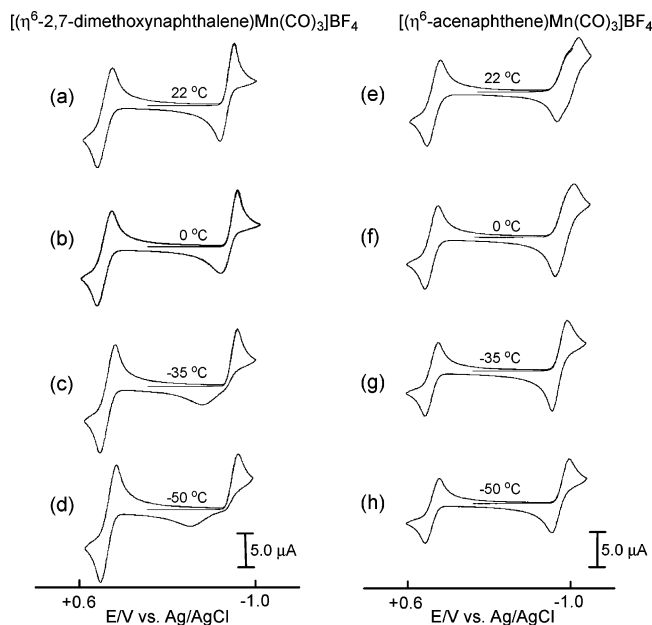 [(η⁶-2,7-dimethoxynaphthalene)Mn(CO)₃]BF₄
[(η⁶-acenaphthene)Mn(CO)₃]BF₄
(a)
22 °C
(b)
0 °C
(c)
-35 °C
(d)
-50 °C
5.0 μA
+0.6
-1.0
E/V vs. Ag/AgCl
(e)
22 °C
(f)
0 °C
(g)
-35 °C
(h)
-50 °C
5.0 μA
+0.6
-1.0
E/V vs. Ag/AgCl